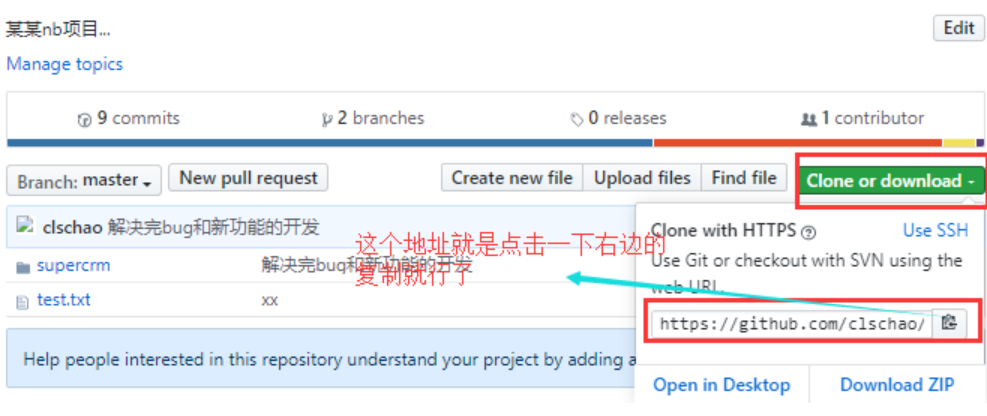 某某nb项目...
Edit
Manage topics
9 commits
2 branches
0 releases
1 contributor
Branch: master
New pull request
Create new file
Upload files
Find file
Clone or download
clschao 解决完bug和新功能的开发
supercrm
解决完bug和新功能的开发
test.txt
xx
这个地址就是点击一下右边的
复制就行了
Clone with HTTPS
Use SSH
Use Git or checkout with SVN using the
web URL.
https://github.com/clschao/
Help people interested in this repository understand your project by adding a
Open in Desktop
Download ZIP